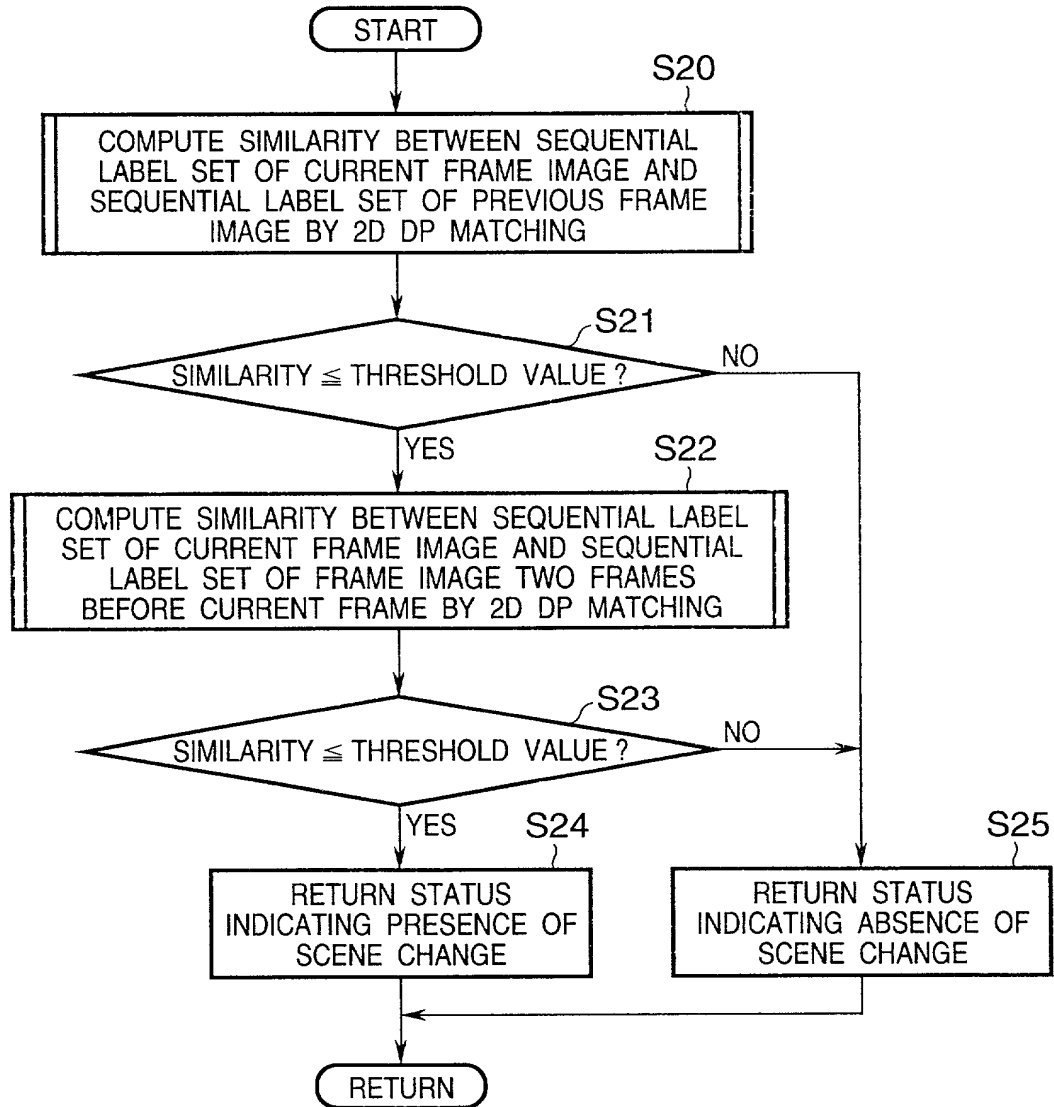 START
S20
COMPUTE SIMILARITY BETWEEN SEQUENTIAL
LABEL SET OF CURRENT FRAME IMAGE AND
SEQUENTIAL LABEL SET OF PREVIOUS FRAME
IMAGE BY 2D DP MATCHING
S21
SIMILARITY ≦ THRESHOLD VALUE ?
NO
YES
S22
COMPUTE SIMILARITY BETWEEN SEQUENTIAL LABEL
SET OF CURRENT FRAME IMAGE AND SEQUENTIAL
LABEL SET OF FRAME IMAGE TWO FRAMES
BEFORE CURRENT FRAME BY 2D DP MATCHING
S23
SIMILARITY ≦ THRESHOLD VALUE ?
NO
YES
S24
RETURN STATUS
INDICATING PRESENCE OF
SCENE CHANGE
S25
RETURN STATUS
INDICATING ABSENCE OF
SCENE CHANGE
RETURN